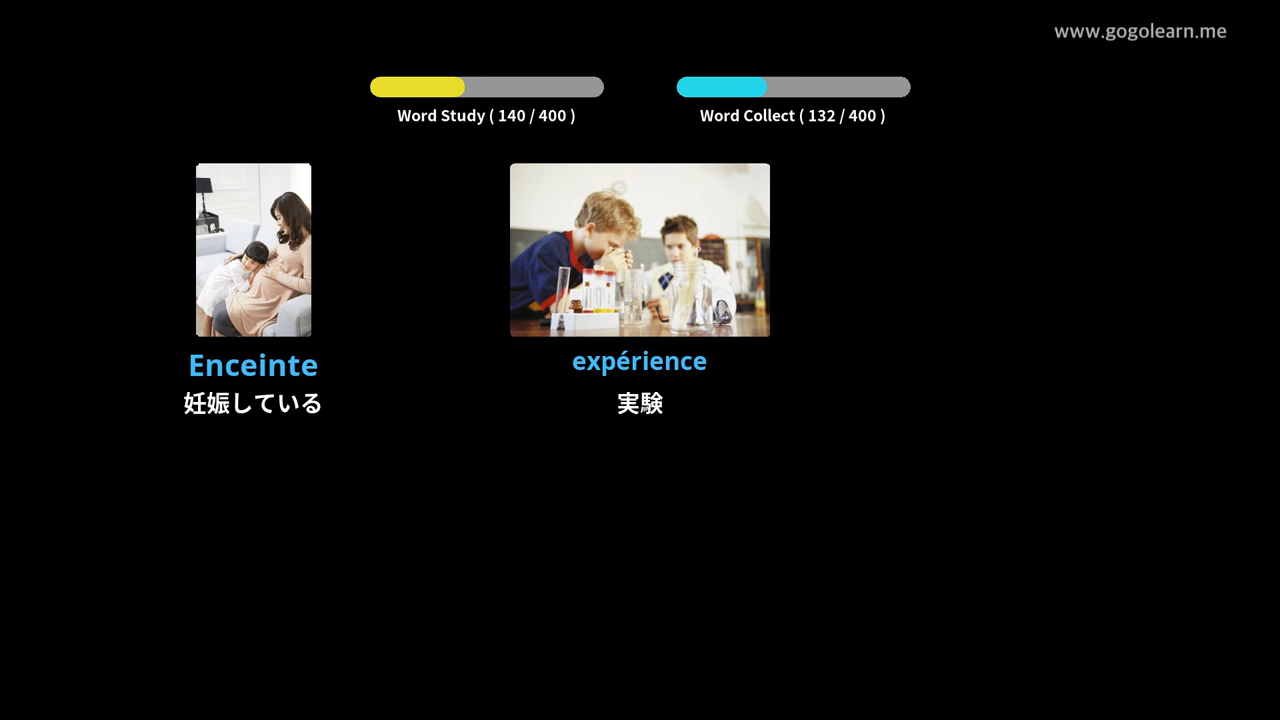 www.gogolearn.me
Word Study ( 140 / 400 )
Word Collect ( 132 / 400 )
Enceinte
妊娠している
expérience
実験